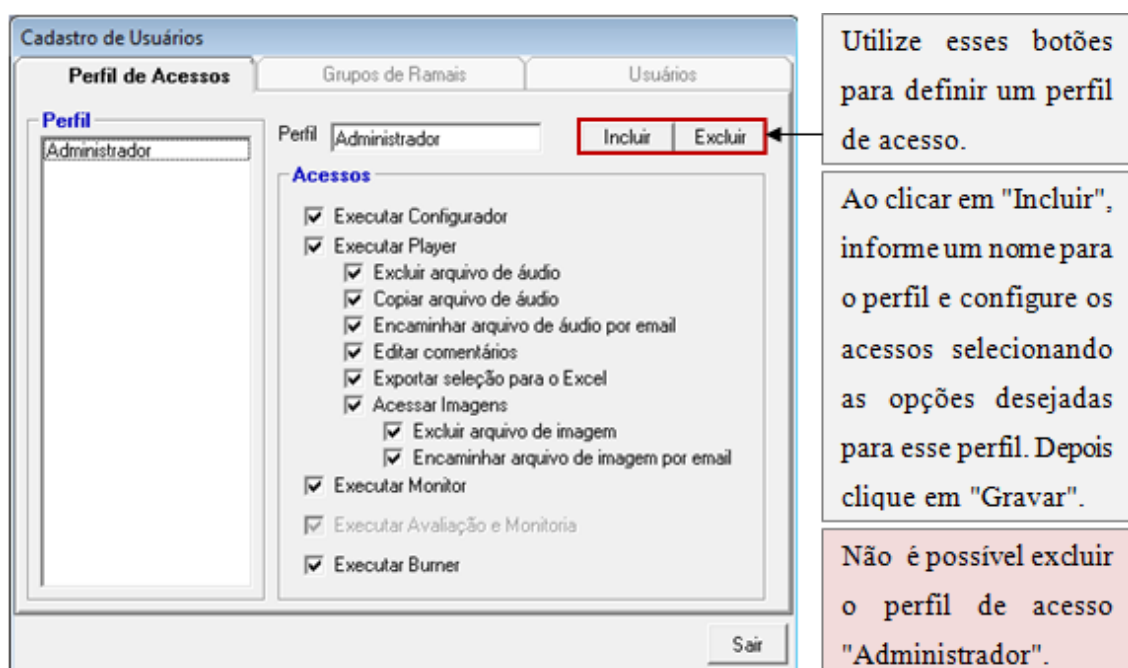 Cadastro de Usuários
Perfil de Acessos
Grupos de Ramais
Usuários
Perfil
Administrador
Perfil
Administrador
Incluir
Excluir
Acessos
Executar Configurador
Executar Player
Excluir arquivo de áudio
Copiar arquivo de áudio
Encaminhar arquivo de áudio por email
Editar comentários
Exportar seleção para o Excel
Acessar Imagens
Excluir arquivo de imagem
Encaminhar arquivo de imagem por email
Executar Monitor
Executar Avaliação e Monitoria
Executar Burner
Sair
Utilize esses botões
para definir um perfil
de acesso.
Ao clicar em "Incluir",
informe um nome para
o perfil e configure os
acessos selecionando
as opções desejadas
para esse perfil. Depois
clique em "Gravar".
Não é possível excluir
o perfil de acesso
"Administrador".